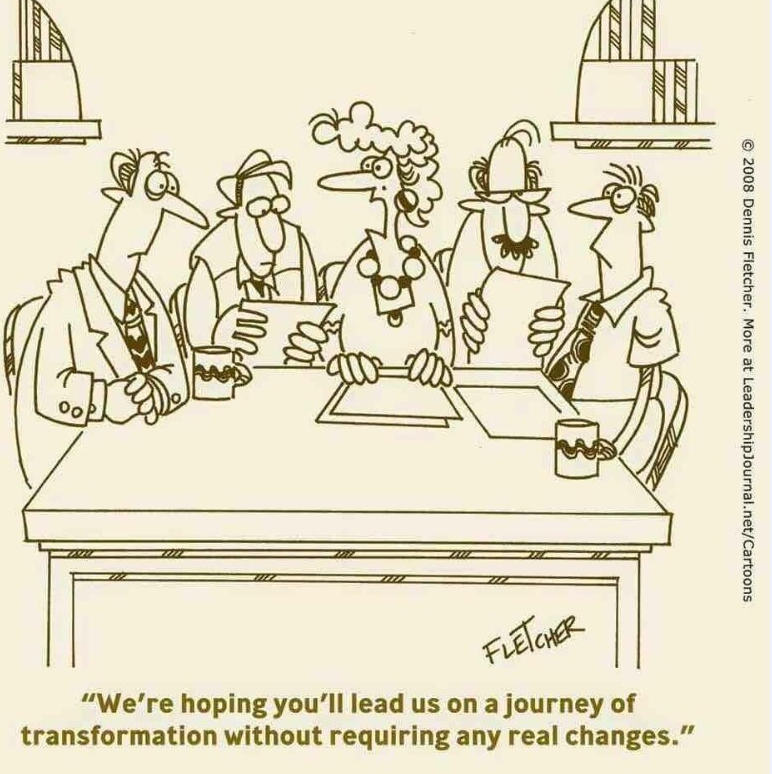 FLETCHER
“We’re hoping you’ll lead us on a journey of
transformation without requiring any real changes.”
© 2008 Dennis Fletcher. More at LeadershipJournal.net/Cartoons